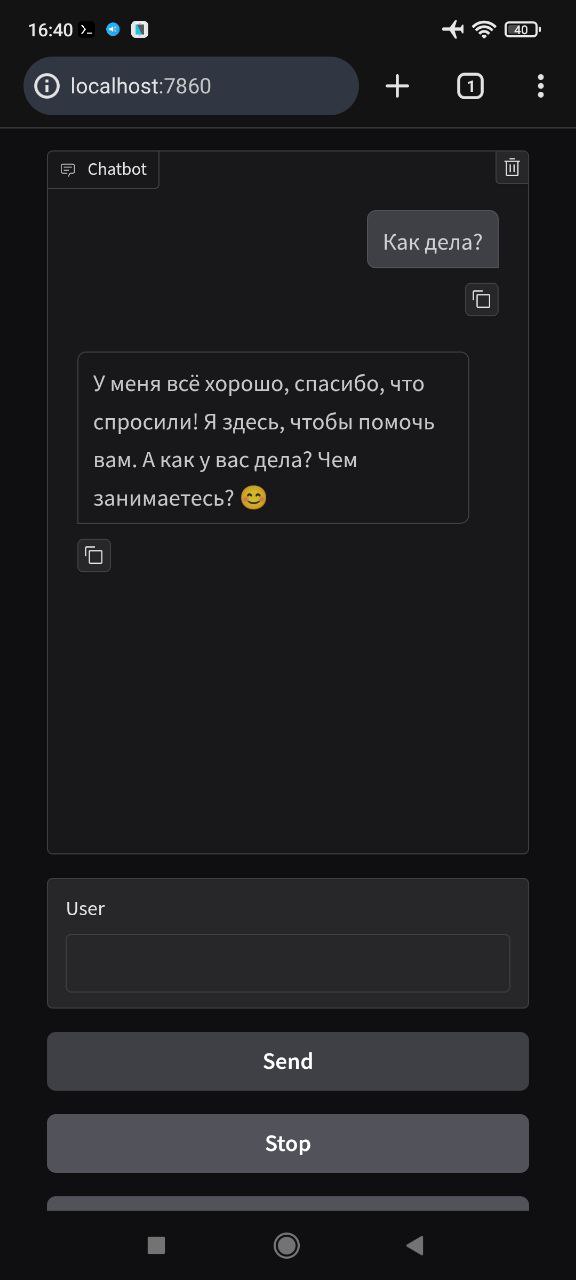 16:40
40
localhost:7860
1
Chatbot
Как дела?
У меня всё хорошо, спасибо, что
спросили! Я здесь, чтобы помочь
вам. А как у вас дела? Чем
занимаетесь? 😊
User
Send
Stop